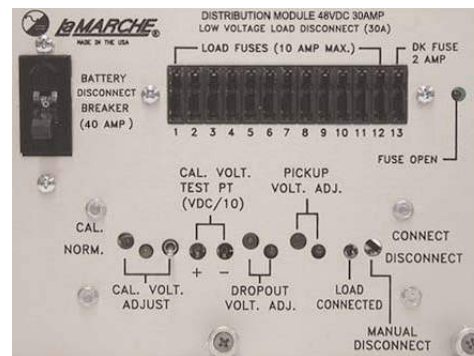 LaMARCHE®
MADE IN THE USA
DISTRIBUTION MODULE 48VDC 30AMP
LOW VOLTAGE LOAD DISCONNECT (30A)
LOAD FUSES (10 AMP MAX.)
DK FUSE
2 AMP
BATTERY
DISCONNECT
BREAKER
(40 AMP)
1 2 3 4 5 6 7 8 9 10 11 12 13
FUSE OPEN
CAL. VOLT.
TEST PT
(VDC/10)
PICKUP
VOLT. ADJ.
CAL.
NORM.
CONNECT
DISCONNECT
+ −
CAL. VOLT.
ADJUST
DROPOUT
VOLT. ADJ.
LOAD
CONNECTED
MANUAL
DISCONNECT